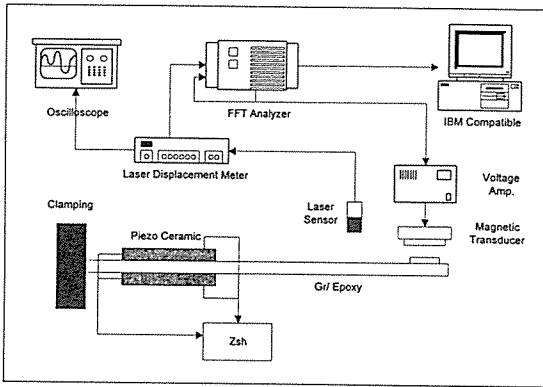 Oscilloscope
FFT Analyzer
IBM Compatible
Laser Displacement Meter
Voltage
Amp.
Laser
Sensor
Magnetic
Transducer
Clamping
Piezo Ceramic
Gr/ Epoxy
Zsh